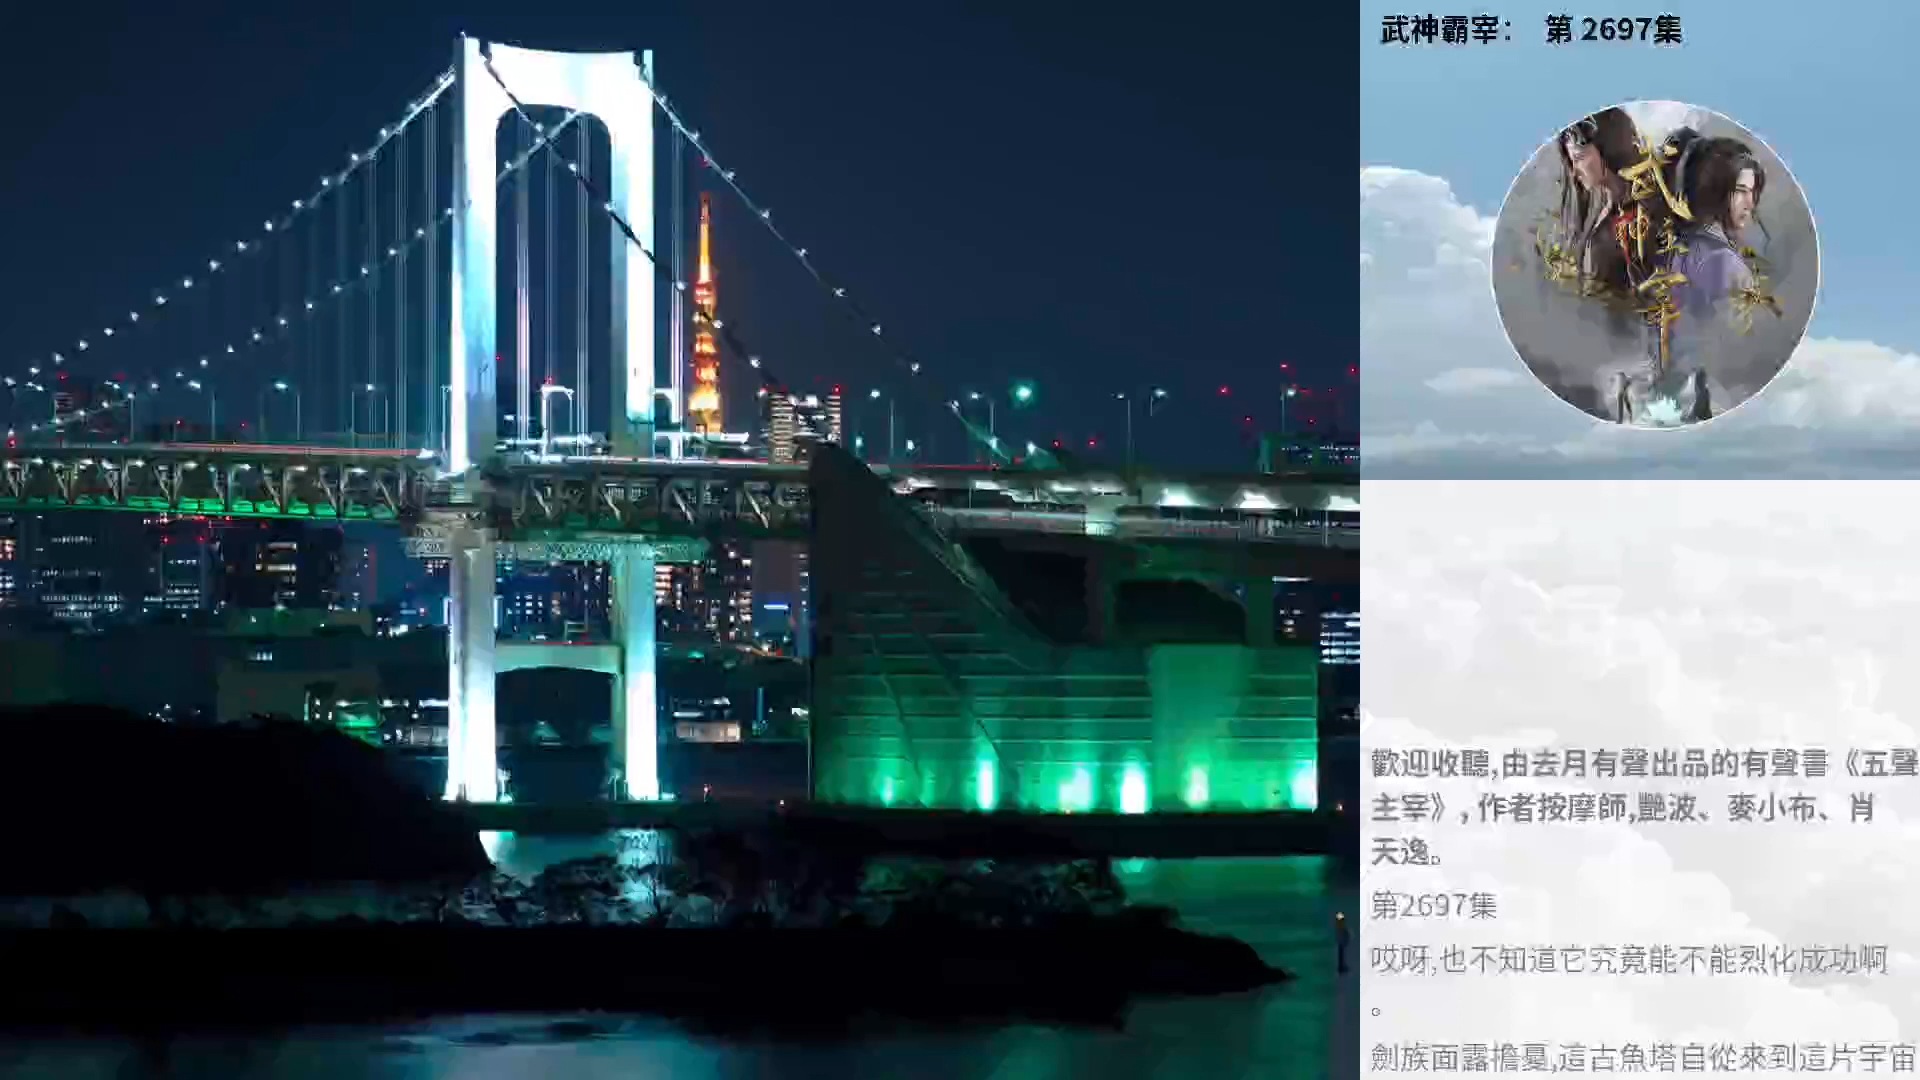 武神霸宰： 第 2697集
武神主宰
歡迎收聽,由去月有聲出品的有聲書《五聲
主宰》, 作者按摩師,艷波、麥小布、肖
天逸。
第2697集
哎呀,也不知道它究竟能不能烈化成功啊
。
劍族面露擔憂,這古魚塔自從來到這片宇宙